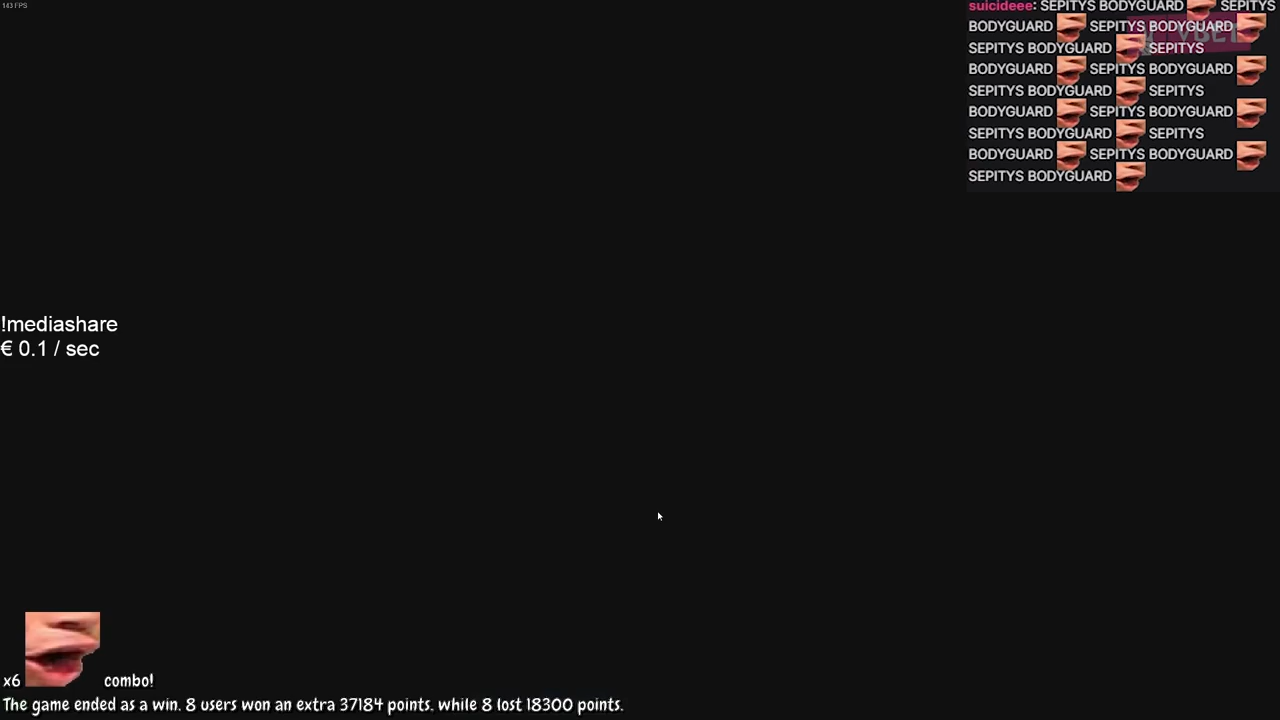 143 FPS
suicideee: SEPITYS BODYGUARD SEPITYS
BODYGUARD SEPITYS BODYGUARD
SEPITYS BODYGUARD SEPITYS
BODYGUARD SEPITYS BODYGUARD
SEPITYS BODYGUARD SEPITYS
BODYGUARD SEPITYS BODYGUARD
SEPITYS BODYGUARD SEPITYS
BODYGUARD SEPITYS BODYGUARD
SEPITYS BODYGUARD
!mediashare
€ 0.1 / sec
x6 combo!
The game ended as a win. 8 users won an extra 37184 points, while 8 lost 18300 points.